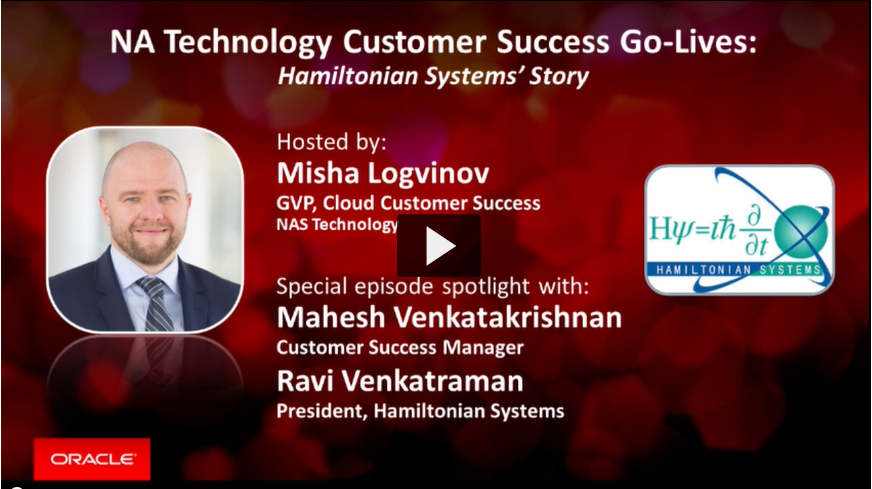 NA Technology Customer Success Go-Lives:
Hamiltonian Systems’ Story
Hosted by:
Misha Logvinov
GVP, Cloud Customer Success
NAS Technology
Hψ=iħ ∂/∂t
HAMILTONIAN SYSTEMS
Special episode spotlight with:
Mahesh Venkatakrishnan
Customer Success Manager
Ravi Venkatraman
President, Hamiltonian Systems
ORACLE